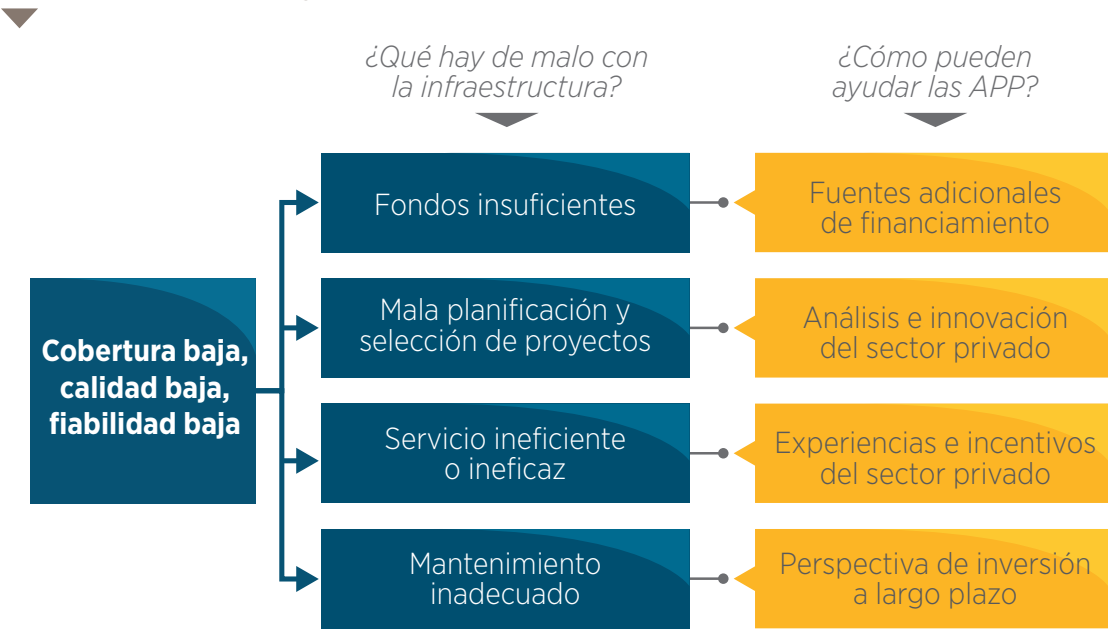 ¿Qué hay de malo con
la infraestructura?
¿Cómo pueden
ayudar las APP?
Cobertura baja,
calidad baja,
fiabilidad baja
Fondos insuficientes
Fuentes adicionales
de financiamiento
Mala planificación y
selección de proyectos
Análisis e innovación
del sector privado
Servicio ineficiente
o ineficaz
Experiencias e incentivos
del sector privado
Mantenimiento
inadecuado
Perspectiva de inversión
a largo plazo